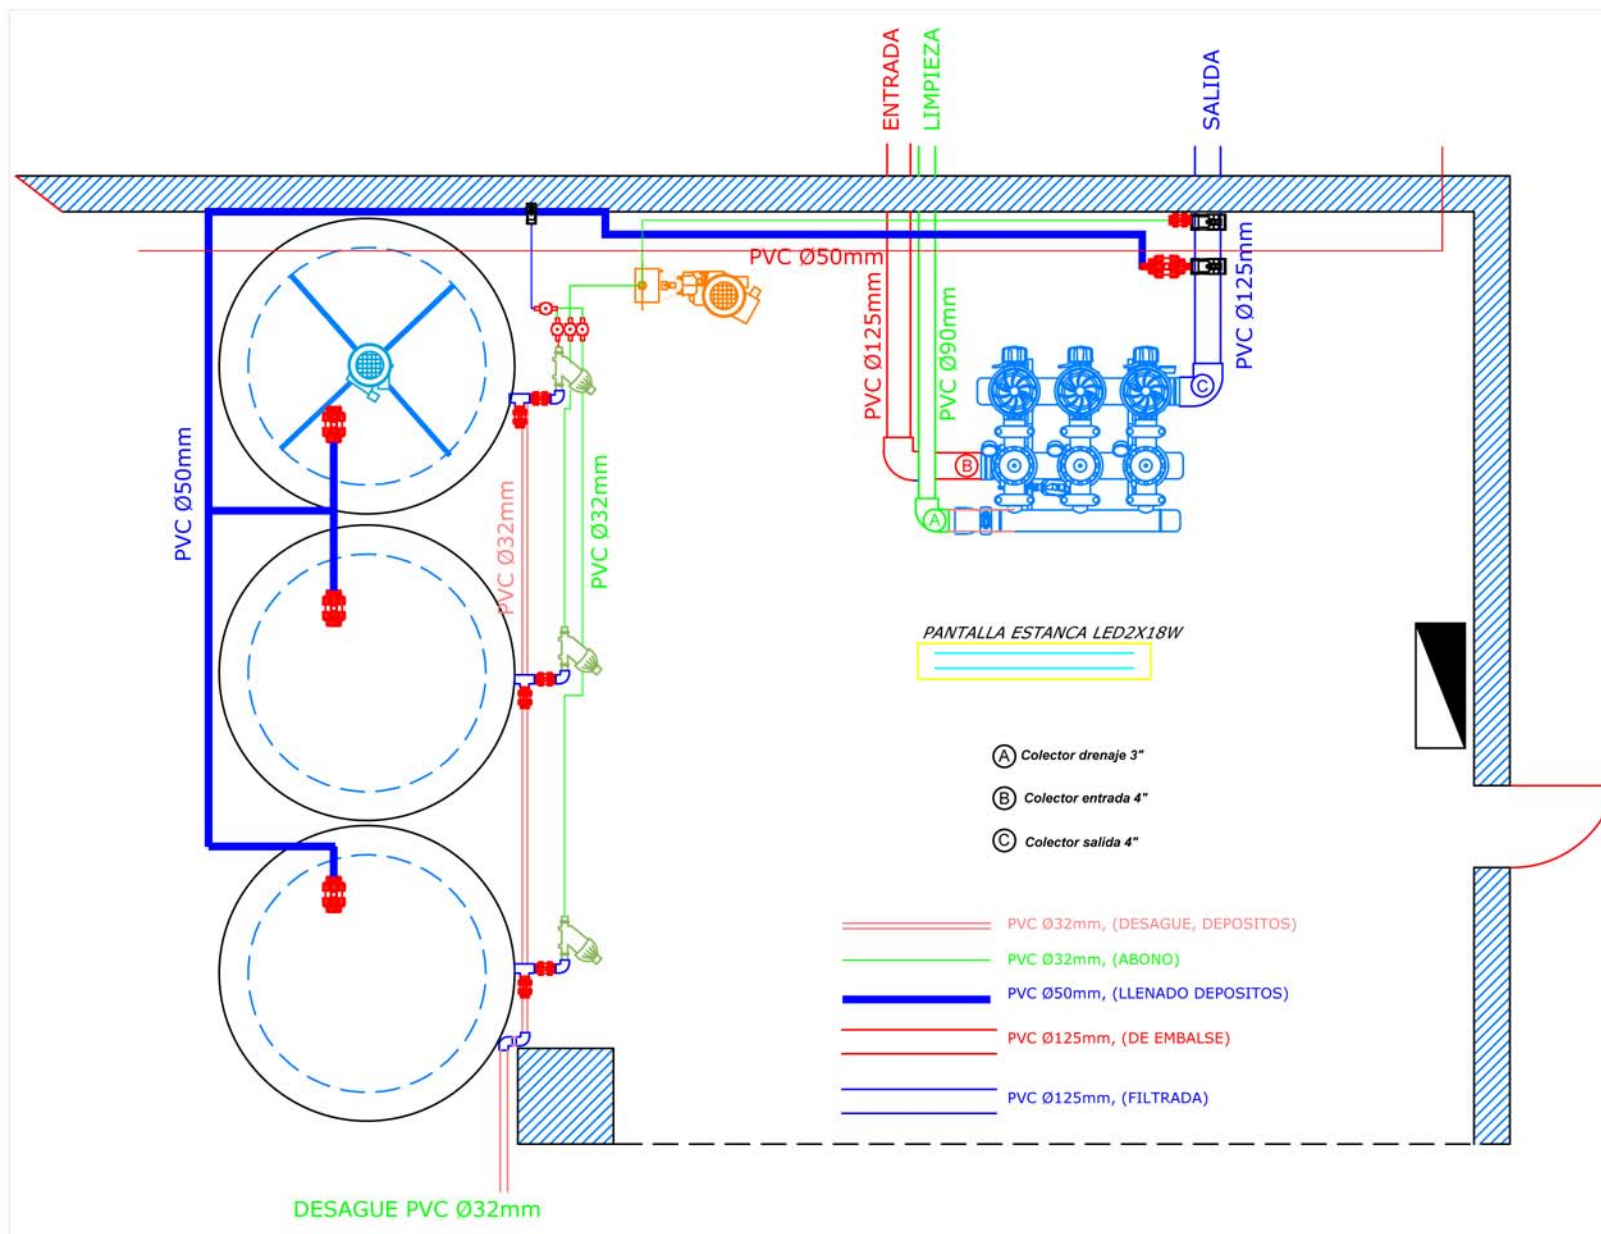 ENTRADA
LIMPIEZA
SALIDA
PVC Ø50mm
PVC Ø125mm
PVC Ø125mm
PVC Ø90mm
PVC Ø50mm
PVC Ø32mm
PVC Ø32mm
C
B
A
PANTALLA ESTANCA LED2X18W
A Colector drenaje 3"
B Colector entrada 4"
C Colector salida 4"
PVC Ø32mm, (DESAGUE, DEPOSITOS)
PVC Ø32mm, (ABONO)
PVC Ø50mm, (LLENADO DEPOSITOS)
PVC Ø125mm, (DE EMBALSE)
PVC Ø125mm, (FILTRADA)
DESAGUE PVC Ø32mm